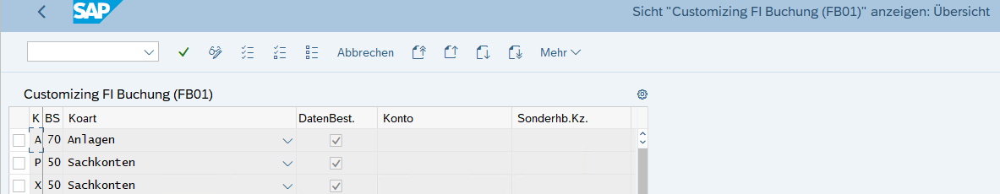 SAP
Sicht "Customizing FI Buchung (FB01)" anzeigen: Übersicht
Abbrechen Mehr
Customizing FI Buchung (FB01)
K BS Koart DatenBest. Konto Sonderhb.Kz.
A 70 Anlagen
P 50 Sachkonten
X 50 Sachkonten